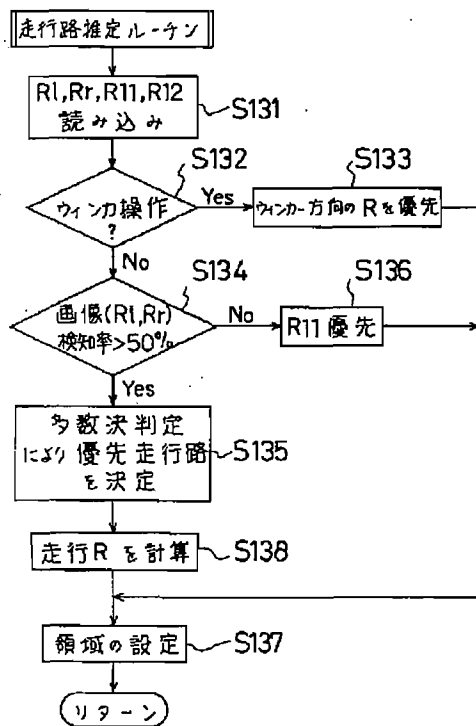 走行路推定ルーチン
Rl,Rr,R11,R12
読み込み
S131
S132
ウィンカ操作
?
Yes
S133
ウィンカー方向のRを優先
No
S134
画像(Rl,Rr)
検知率>50%
No
S136
R11優先
Yes
多数決判定
により優先走行路
を決定
S135
走行Rを計算
S138
領域の設定
S137
リターン